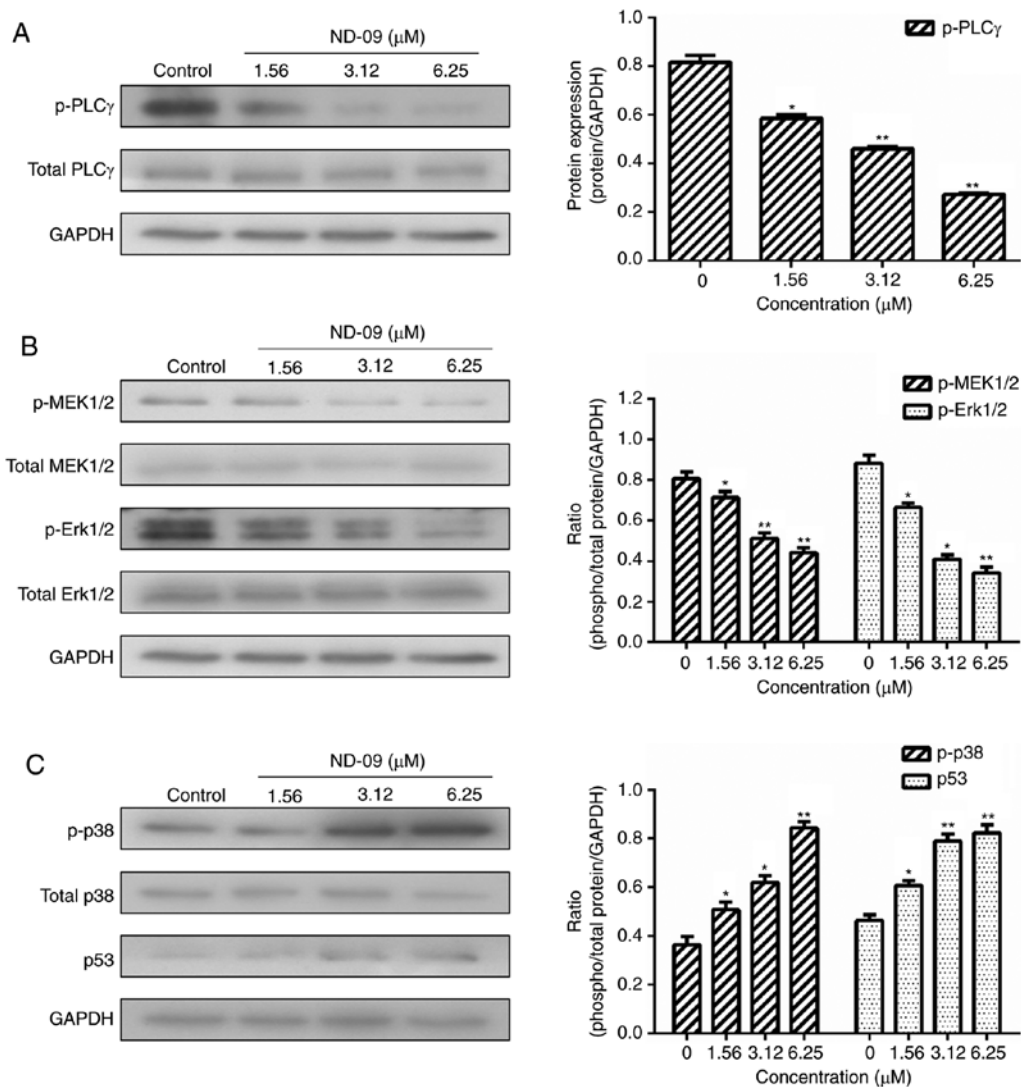 A
ND-09 (μM)
Control 1.56 3.12 6.25
p-PLCγ
Total PLCγ
GAPDH
p-PLCγ
Protein expression
(protein/GAPDH)
1.0
0.8
0.6
0.4
0.2
0.0
*
**
**
0 1.56 3.12 6.25
Concentration (μM)
B
ND-09 (μM)
Control 1.56 3.12 6.25
p-MEK1/2
Total MEK1/2
p-Erk1/2
Total Erk1/2
GAPDH
p-MEK1/2
p-Erk1/2
Ratio
(phospho/total protein/GAPDH)
1.0
0.8
0.6
0.4
0.2
0.0
* ** ** * * **
0 1.56 3.12 6.25 0 1.56 3.12 6.25
Concentration (μM)
C
ND-09 (μM)
Control 1.56 3.12 6.25
p-p38
Total p38
p53
GAPDH
p-p38
p53
Ratio
(phospho/total protein/GAPDH)
1.0
0.8
0.6
0.4
0.2
0.0
* * ** * ** **
0 1.56 3.12 6.25 0 1.56 3.12 6.25
Concentration (μM)